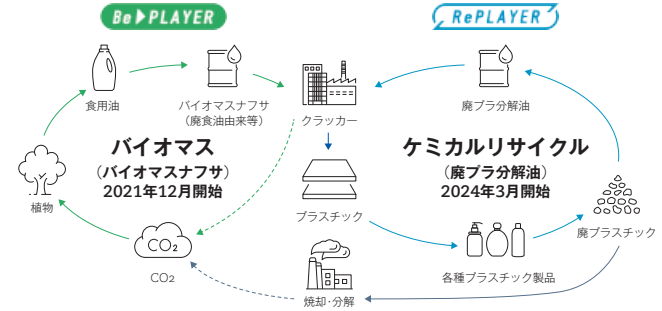 Be PLAYER
RePLAYER
食用油
バイオマスナフサ
（廃食油由来等）
クラッカー
廃プラ分解油
バイオマス
（バイオマスナフサ）
2021年12月開始
ケミカルリサイクル
（廃プラ分解油）
2024年3月開始
植物
プラスチック
廃プラスチック
CO₂
CO2
各種プラスチック製品
焼却･分解